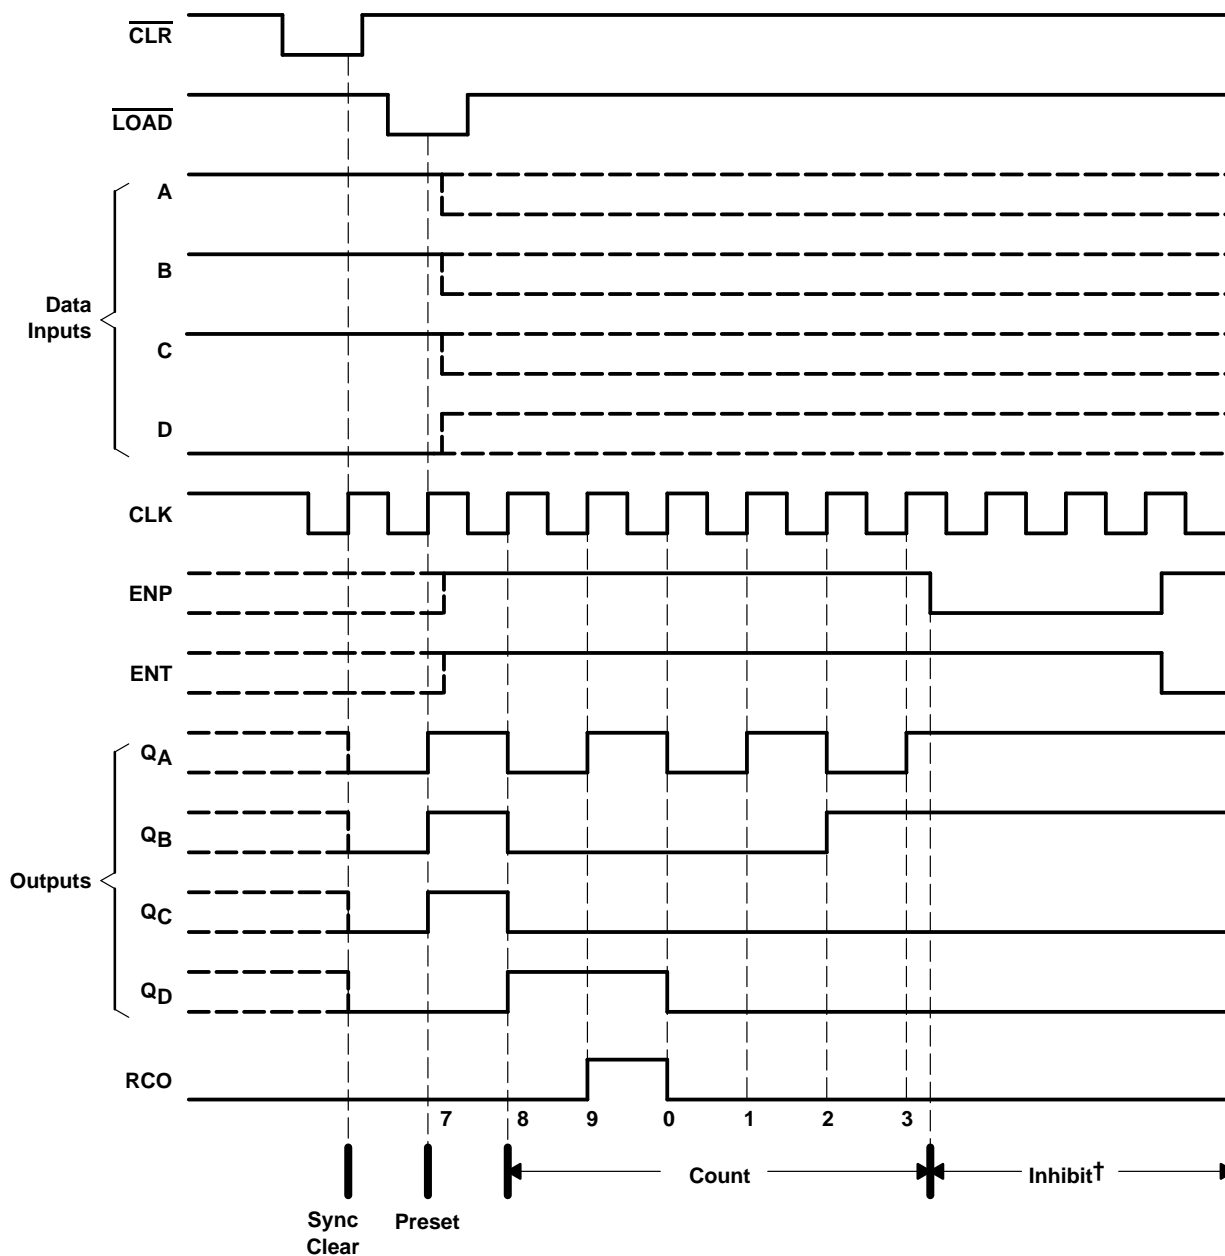 CLR
LOAD
A
B
Data
Inputs
C
D
CLK
ENP
ENT
QA
QB
Outputs
QC
QD
RCO
7 8 9 0 1 2 3
Count Inhibit†
Sync
Clear
Preset